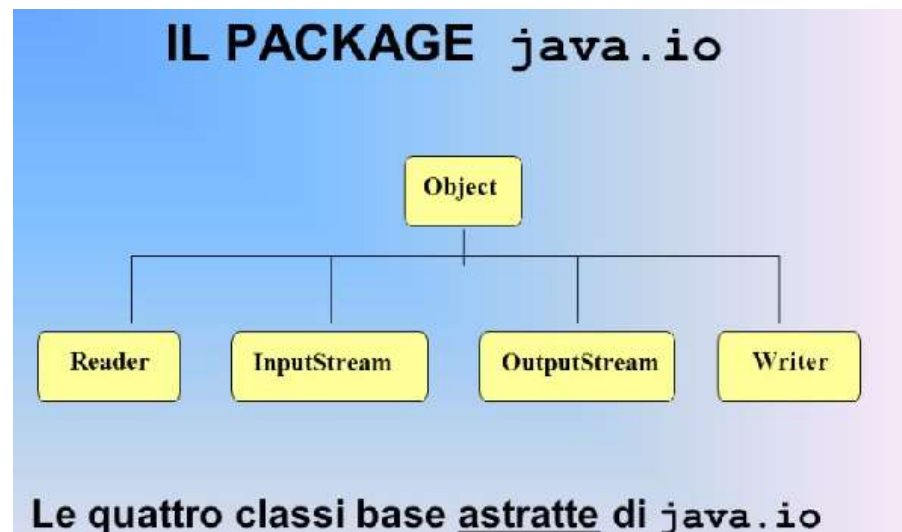 IL PACKAGE java.io
Object
Reader
InputStream
OutputStream
Writer
Le quattro classi base astratte di java.io